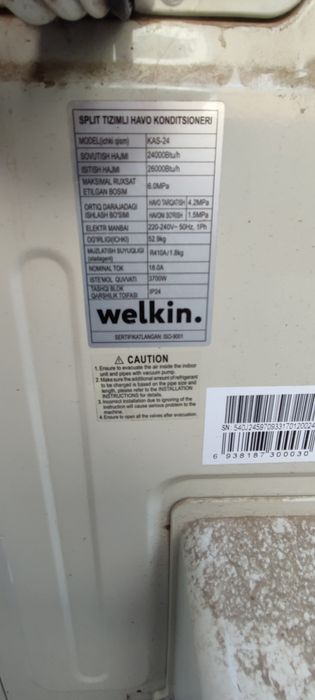 SPLIT TIZIMLI HAVO KONDITSIONERI
MODEL(ichki qism) KAS-24
SOVUTISH HAJMI 24000Btu/h
ISITISH HAJMI 26000Btu/h
MAKSIMAL RUXSAT ETILGAN BOSIM 6.0MPa
ORTIQ DARAJADAGI ISHLASH BO'SIMI HAVO TARQATISH 4.2MPa
HAVONI SO'RISH 1.5MPa
ELEKTR MANBAI 220-240V~ 50Hz, 1Ph
OG'IRLIGI(ICHKI) 52.9kg
MUZLATISH SUYUQLIGI (xladagent) R410A/1.8kg
NOMINAL TOK 18.0A
ISTE'MOL QUVVATI 3700W
TASHQI BLOK QARSHILIK TOIFASI IP24
welkin.
SERTIFIKATLANGAN: ISO-9001
⚠ CAUTION
1. Ensure to evacuate the air inside the indoor
unit and pipes with vacuum pump.
2. Make sure the additional amount of refrigerant
to be charged is based on the pipe size and
length, please refer to the INSTALLATION
INSTRUCTIONS for details.
3. Incorrect installation due to ignoring of the
instruction will cause serious problem to the
machine.
4. Ensure to open all the valves after evacuation.
SN: 540J24597093317012002
6 938187 300030